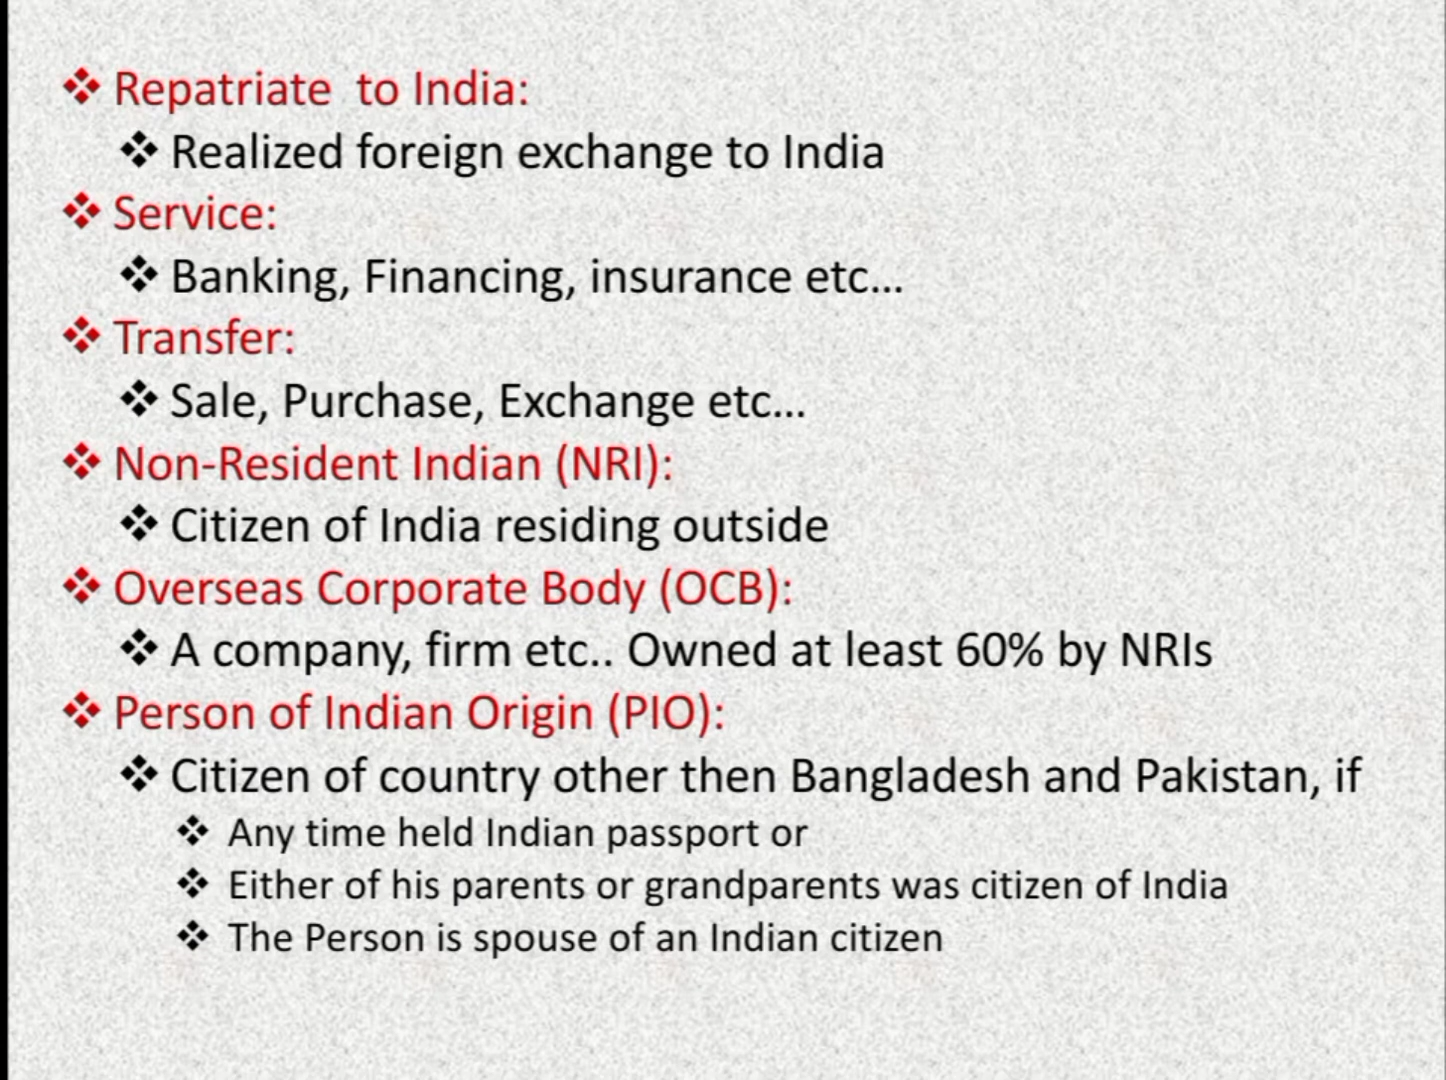 ❖ Repatriate to India:
❖ Realized foreign exchange to India
❖ Service:
❖ Banking, Financing, insurance etc...
❖ Transfer:
❖ Sale, Purchase, Exchange etc...
❖ Non-Resident Indian (NRI):
❖ Citizen of India residing outside
❖ Overseas Corporate Body (OCB):
❖ A company, firm etc.. Owned at least 60% by NRIs
❖ Person of Indian Origin (PIO):
❖ Citizen of country other then Bangladesh and Pakistan, if
❖ Any time held Indian passport or
❖ Either of his parents or grandparents was citizen of India
❖ The Person is spouse of an Indian citizen